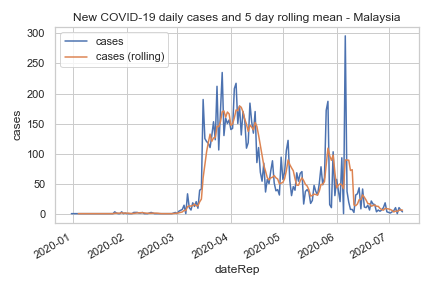 New COVID-19 daily cases and 5 day rolling mean - Malaysia
cases
cases (rolling)
300
250
200
150
100
50
0
cases
2020-01
2020-02
2020-03
2020-04
2020-05
2020-06
2020-07
dateRep